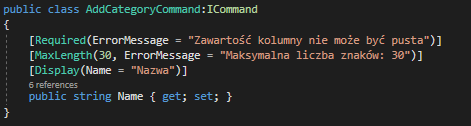 public class AddCategoryCommand:ICommand
{
[Required(ErrorMessage = "Zawartość kolumny nie może być pusta")]
[MaxLength(30, ErrorMessage = "Maksymalna liczba znaków: 30")]
[Display(Name = "Nazwa")]
6 references
public string Name { get; set; }
}